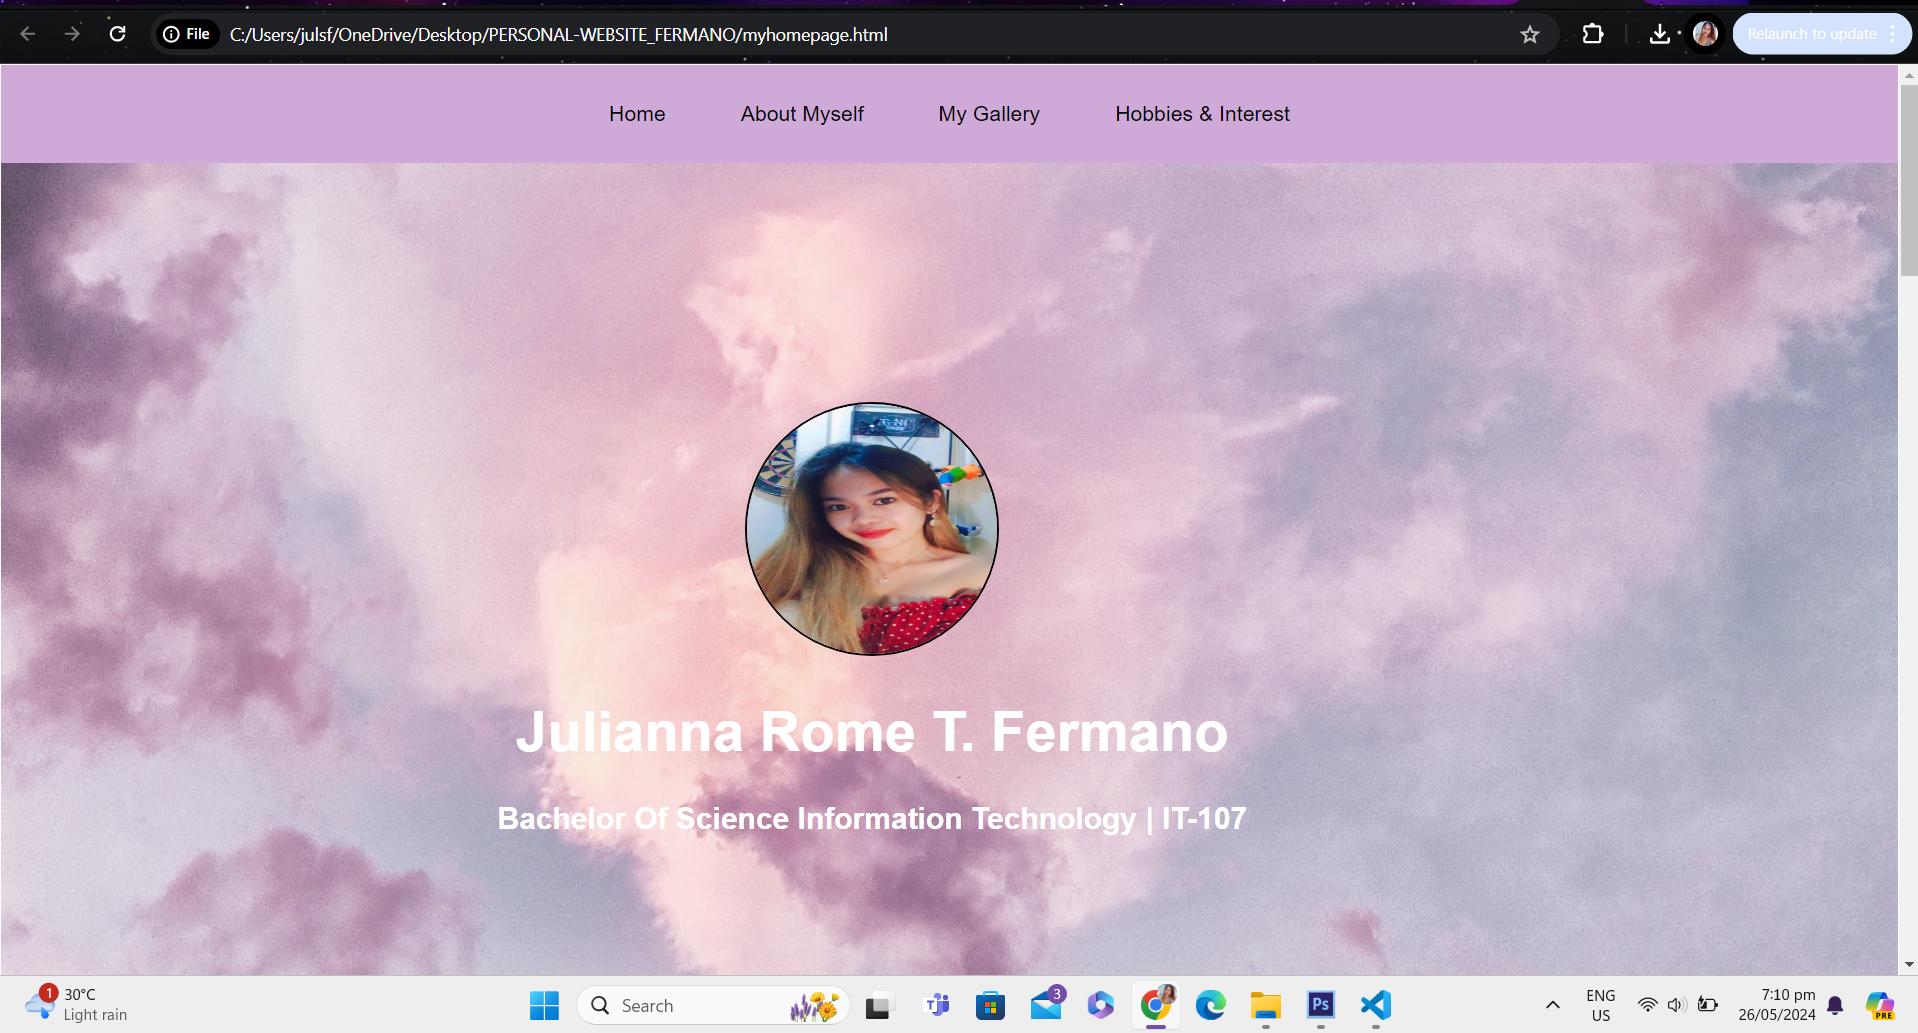 File
C:/Users/julsf/OneDrive/Desktop/PERSONAL-WEBSITE_FERMANO/myhomepage.html
Relaunch to update
Home
About Myself
My Gallery
Hobbies & Interest
Julianna Rome T. Fermano
Bachelor Of Science Information Technology | IT-107
1
30°C
Light rain
Search
3
Ps
ENG
US
7:10 pm
26/05/2024
PRE